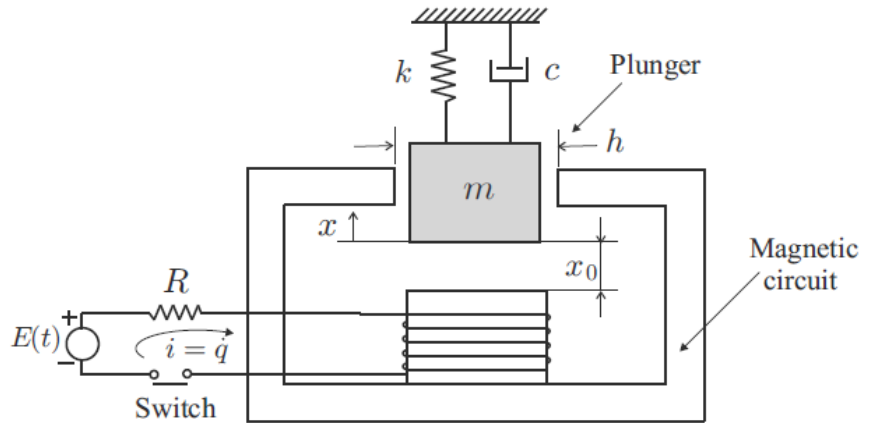 k
c
Plunger
h
m
x
x₀
Magnetic
circuit
R
+
E(t)
i = q̇
−
Switch